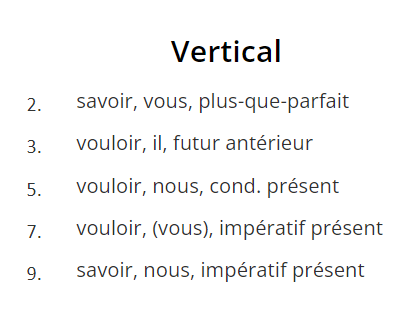 Vertical
2. savoir, vous, plus-que-parfait
3. vouloir, il, futur antérieur
5. vouloir, nous, cond. présent
7. vouloir, (vous), impératif présent
9. savoir, nous, impératif présent